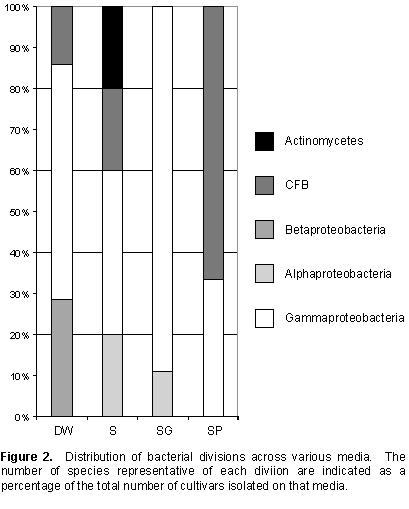 100%
90%
80%
70%
60%
50%
40%
30%
20%
10%
0%
DW S SG SP
Actinomycetes
CFB
Betaproteobacteria
Alphaproteobacteria
Gammaproteobacteria
Figure 2. Distribution of bacterial divisions across various media. The
number of species representative of each diviion are indicated as a
percentage of the total number of cultivars isolated on that media.